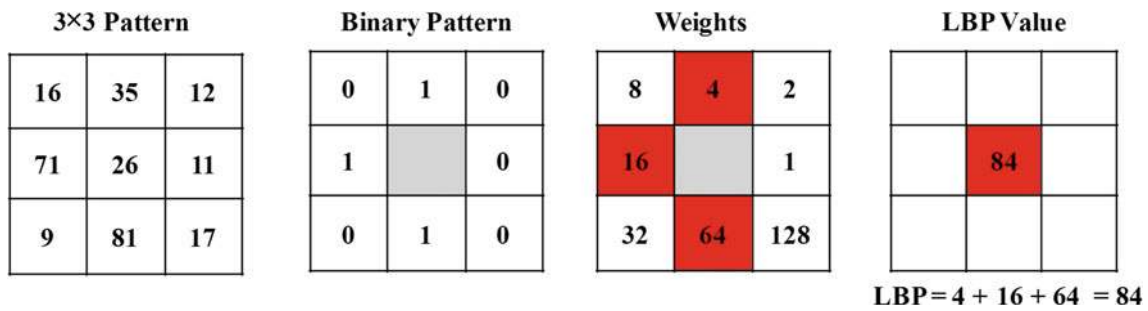 3×3 Pattern Binary Pattern Weights LBP Value
16 35 12 0 1 0 8 4 2
71 26 11 1 0 16 1 84
9 81 17 0 1 0 32 64 128
LBP = 4 + 16 + 64 = 84